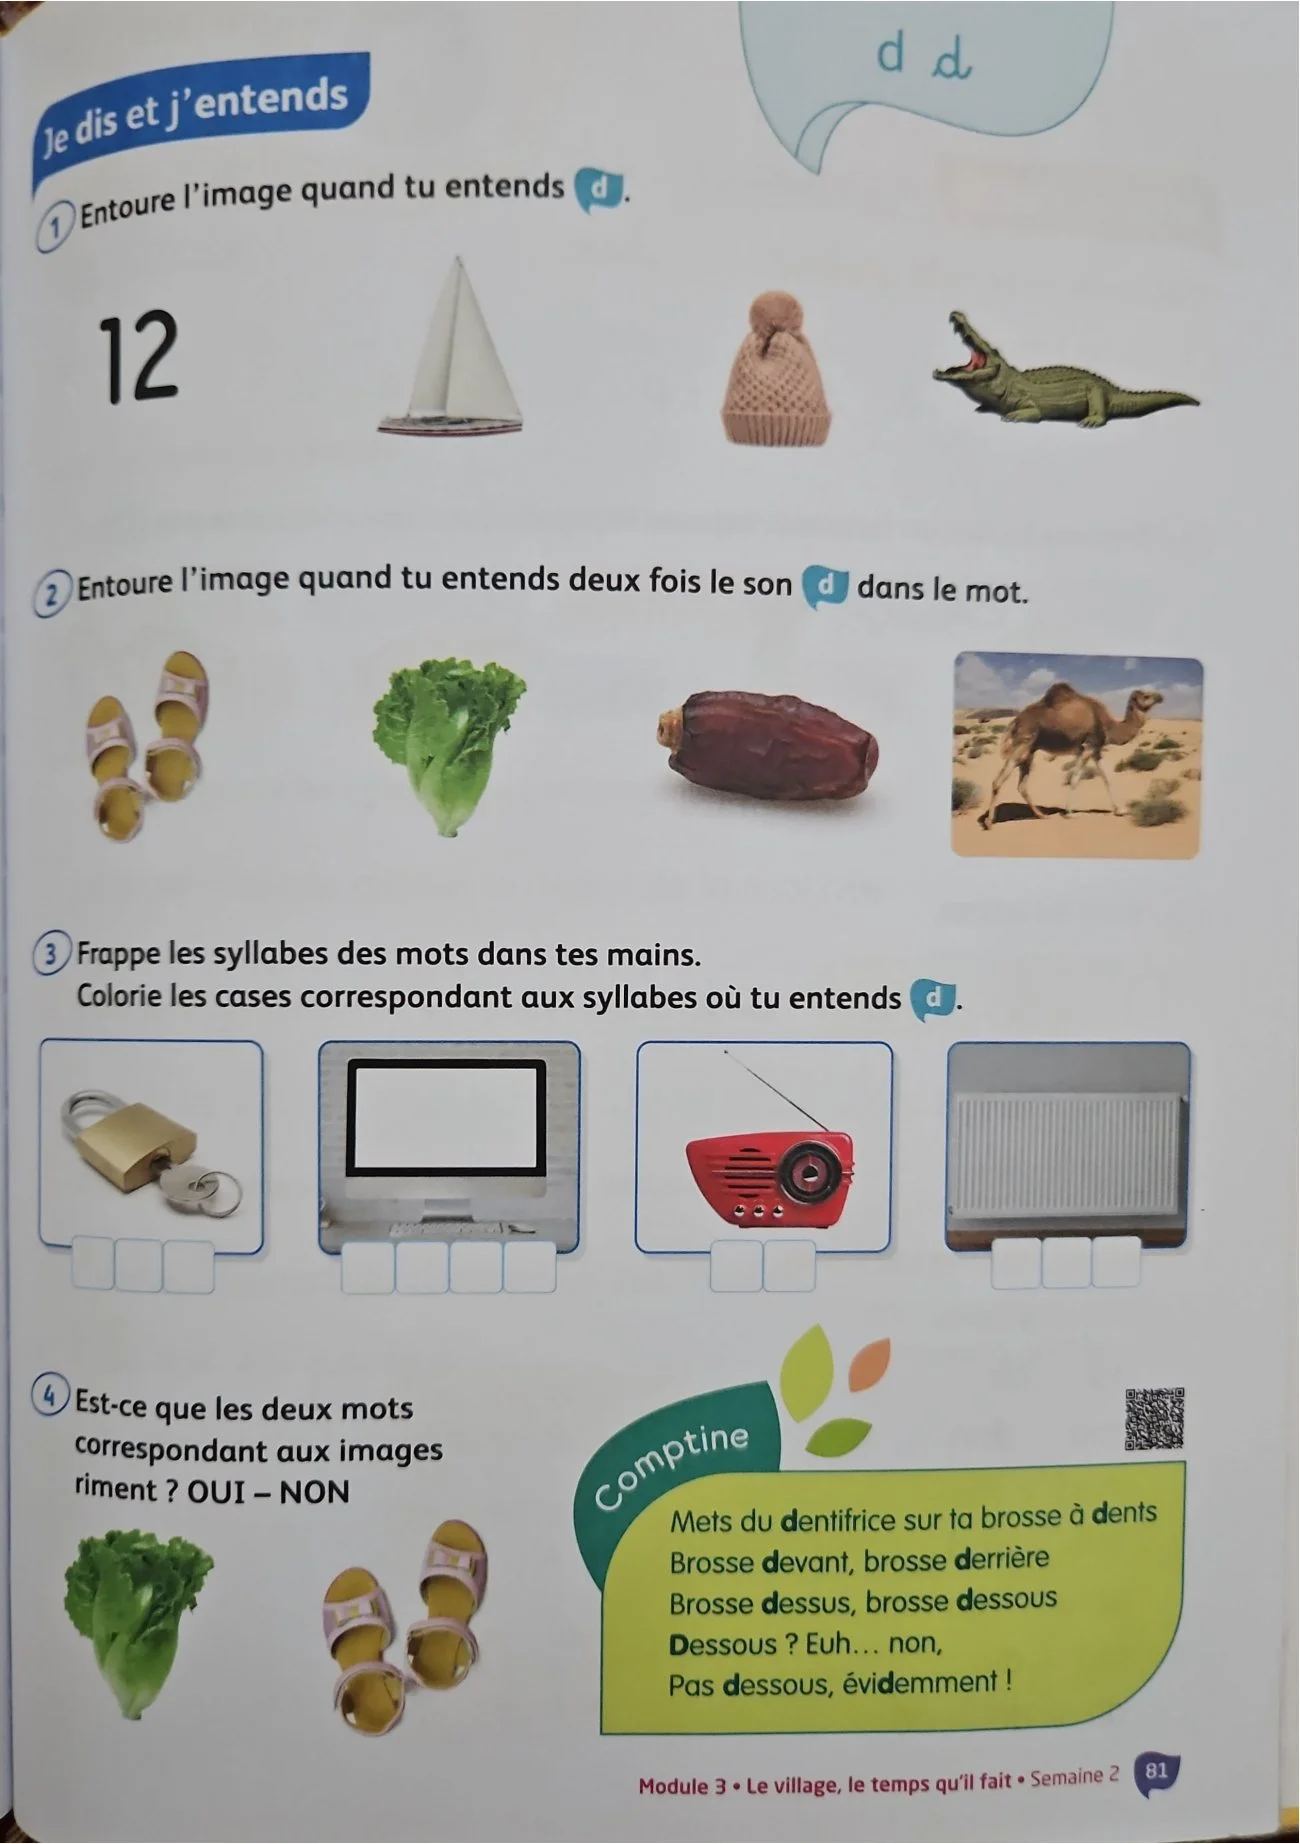 d d
Je dis et j'entends
1 Entoure l'image quand tu entends d.
12
2 Entoure l'image quand tu entends deux fois le son d dans le mot.
3 Frappe les syllabes des mots dans tes mains.
Colorie les cases correspondant aux syllabes où tu entends d.
4 Est-ce que les deux mots
correspondant aux images
riment ? OUI – NON
Comptine
Mets du dentifrice sur ta brosse à dents
Brosse devant, brosse derrière
Brosse dessus, brosse dessous
Dessous ? Euh... non,
Pas dessous, évidemment !
Module 3 • Le village, le temps qu'il fait • Semaine 2 81